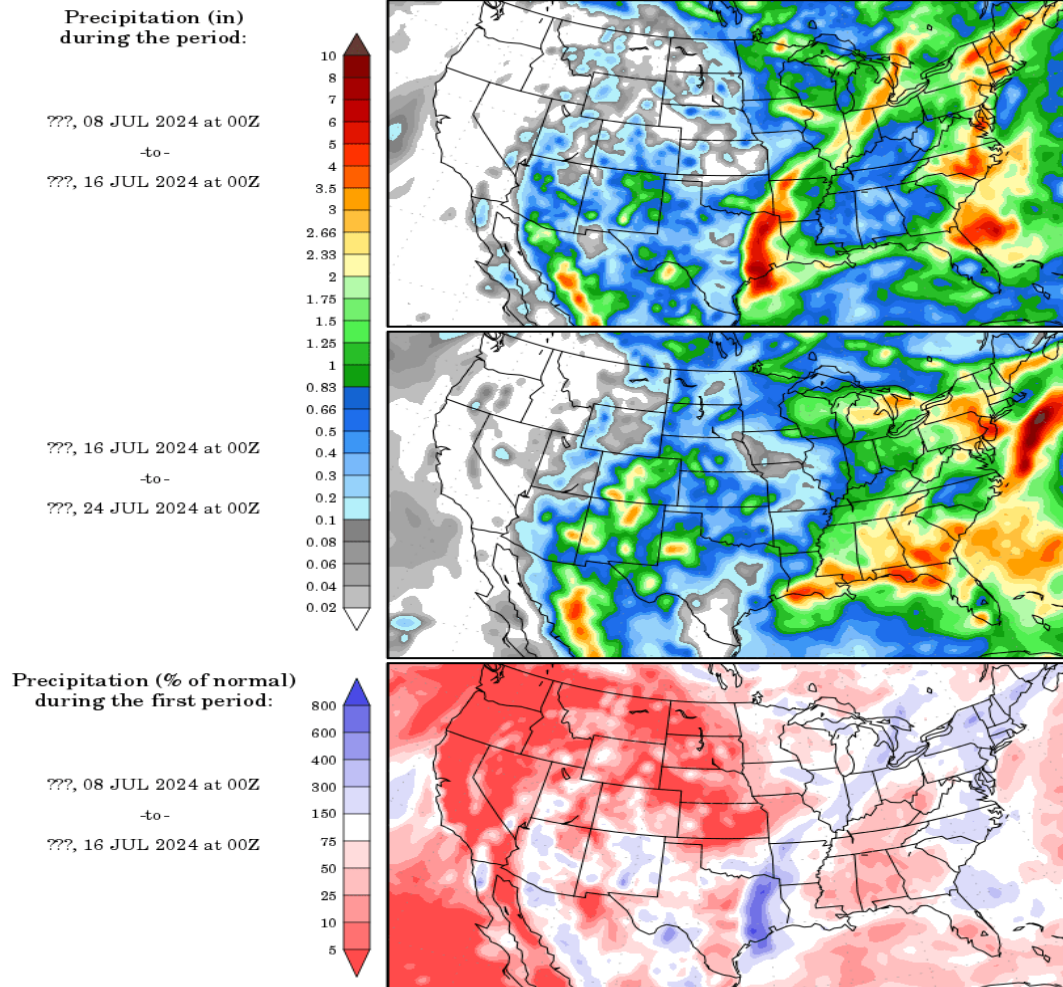 Precipitation (in)
during the period:
???, 08 JUL 2024 at 00Z
-to-
???, 16 JUL 2024 at 00Z
10
8
7
6
5
4
3.5
3
2.66
2.33
2
1.75
1.5
1.25
1
0.83
0.66
0.5
0.4
0.3
0.2
0.1
0.08
0.06
0.04
0.02
???, 16 JUL 2024 at 00Z
-to-
???, 24 JUL 2024 at 00Z
Precipitation (% of normal)
during the first period:
???, 08 JUL 2024 at 00Z
-to-
???, 16 JUL 2024 at 00Z
800
600
400
300
150
75
50
25
10
5